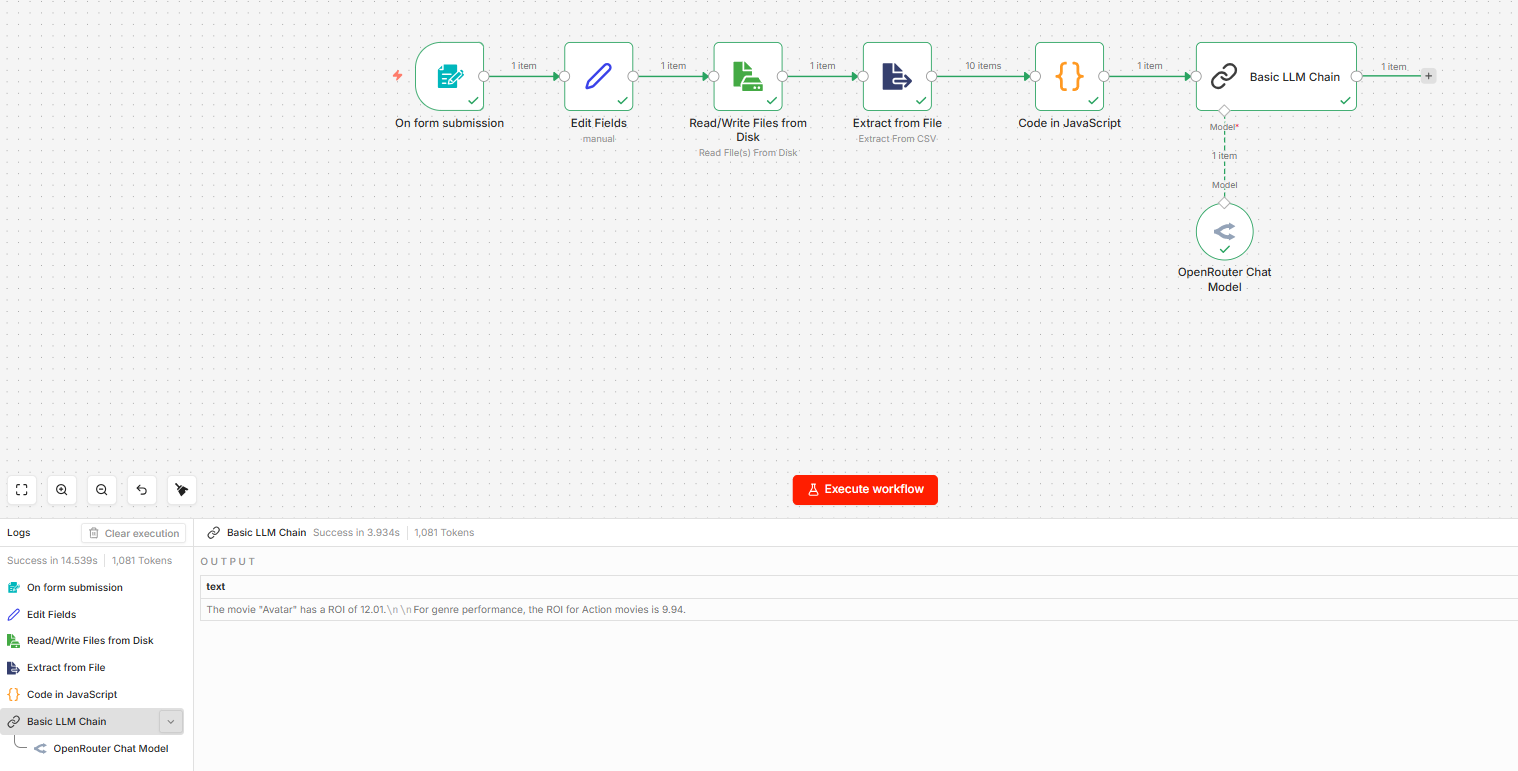 1 item
1 item
1 item
10 items
1 item
1 item
Basic LLM Chain
On form submission
Edit Fields
manual
Read/Write Files from
Disk
Read File(s) From Disk
Extract from File
Extract From CSV
Code in JavaScript
Model*
1 item
Model
OpenRouter Chat
Model
Execute workflow
Logs
Clear execution
Success in 14.539s
1,081 Tokens
On form submission
Edit Fields
Read/Write Files from Disk
Extract from File
Code in JavaScript
Basic LLM Chain
OpenRouter Chat Model
Basic LLM Chain Success in 3.934s 1,081 Tokens
OUTPUT
text
The movie "Avatar" has a ROI of 12.01.\n\nFor genre performance, the ROI for Action movies is 9.94.